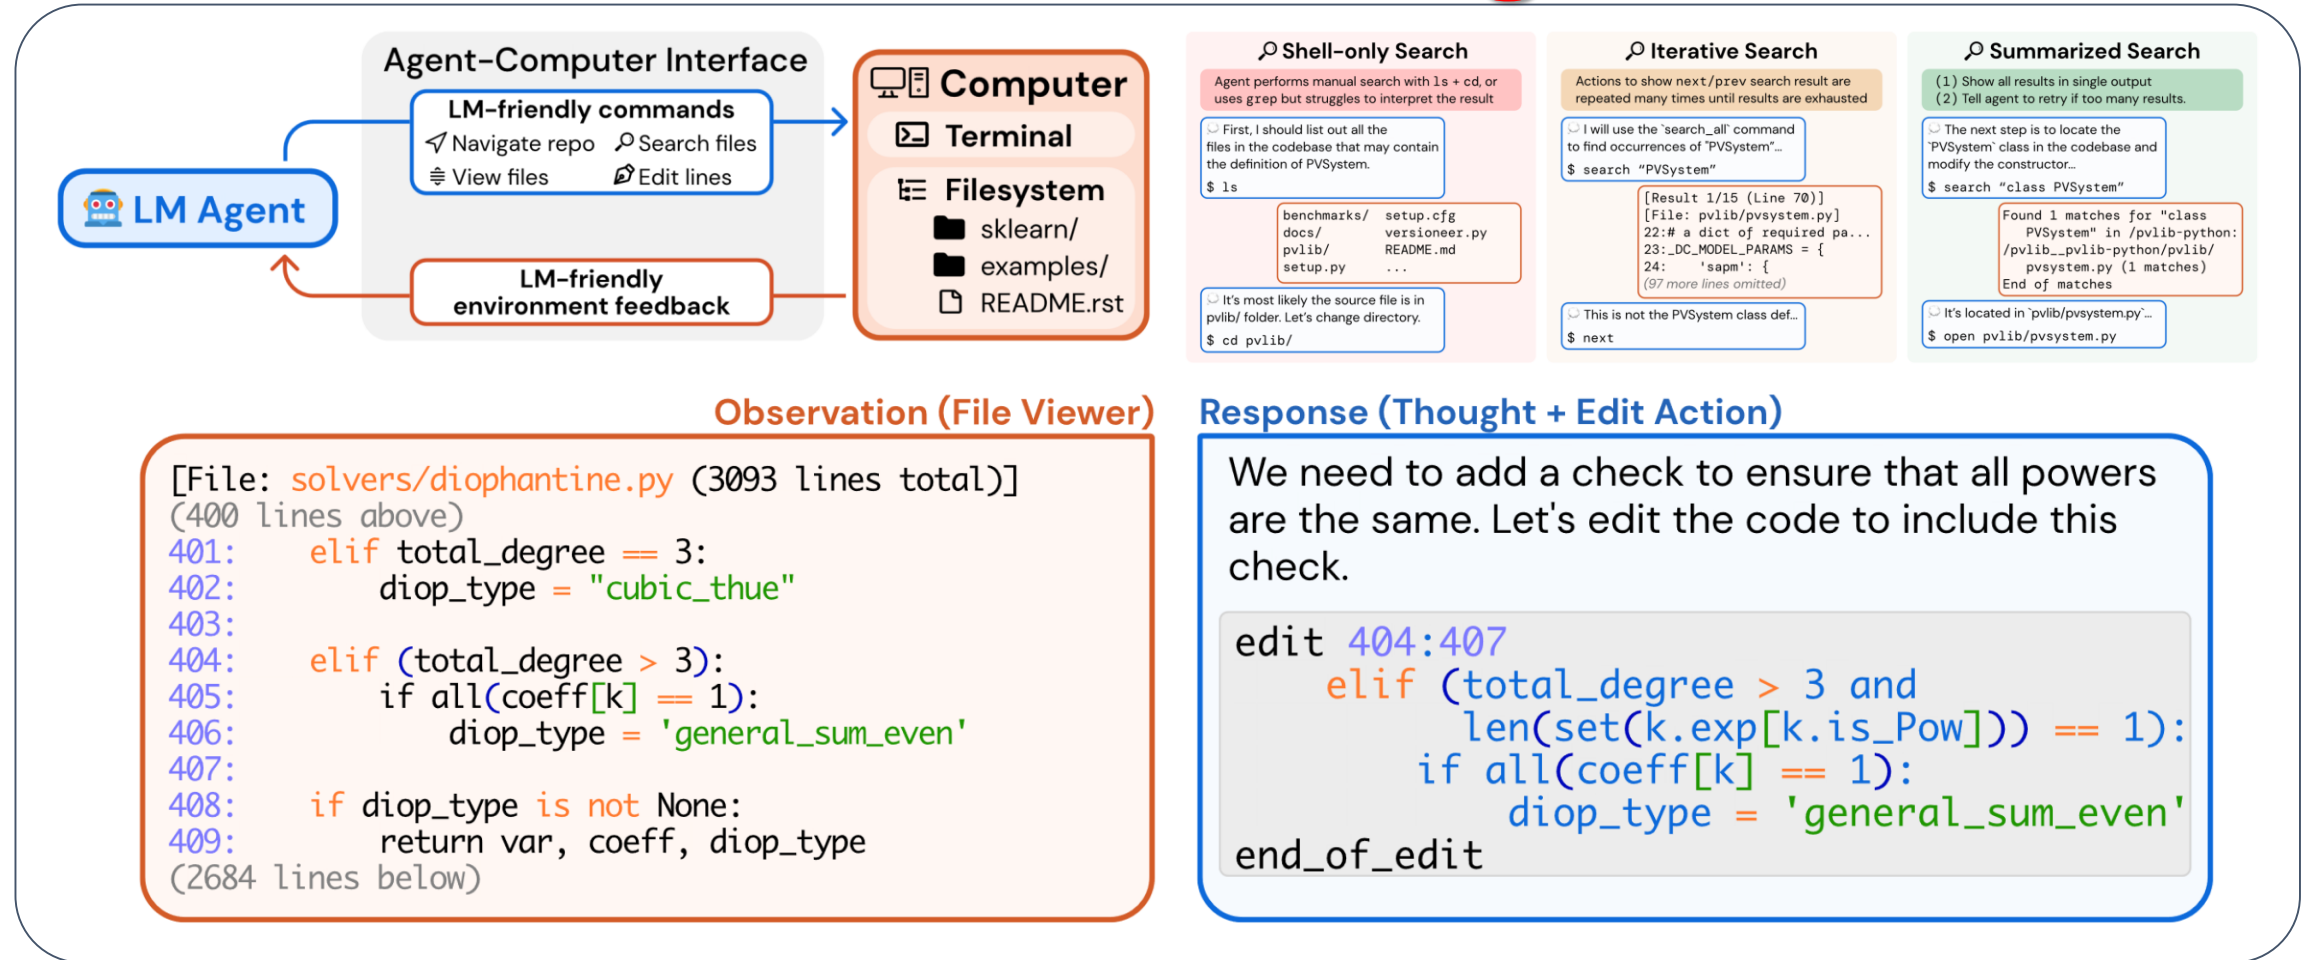 Agent-Computer Interface
LM-friendly commands
Navigate repo
Search files
View files
Edit lines
LM Agent
LM-friendly
environment feedback
Computer
Terminal
Filesystem
sklearn/
examples/
README.rst
Shell-only Search
Agent performs manual search with ls + cd, or
uses grep but struggles to interpret the result
First, I should list out all the
files in the codebase that may contain
the definition of PVSystem.
$ ls
benchmarks/  setup.cfg
docs/        versioneer.py
pvlib/       README.md
setup.py     ...
It's most likely the source file is in
pvlib/ folder. Let's change directory.
$ cd pvlib/
Iterative Search
Actions to show next/prev search result are
repeated many times until results are exhausted
I will use the `search_all` command
to find occurrences of "PVSystem"...
$ search “PVSystem”
[Result 1/15 (Line 70)]
[File: pvlib/pvsystem.py]
22:# a dict of required pa...
23:_DC_MODEL_PARAMS = {
24:    'sapm': {
(97 more lines omitted)
This is not the PVSystem class def...
$ next
Summarized Search
(1) Show all results in single output
(2) Tell agent to retry if too many results.
The next step is to locate the
`PVSystem` class in the codebase and
modify the constructor...
$ search “class PVSystem”
Found 1 matches for "class
PVSystem" in /pvlib-python:
/pvlib__pvlib-python/pvlib/
pvsystem.py (1 matches)
End of matches
It's located in `pvlib/pvsystem.py`...
$ open pvlib/pvsystem.py
Observation (File Viewer)
[File: solvers/diophantine.py (3093 lines total)]
(400 lines above)
401:    elif total_degree == 3:
402:        diop_type = "cubic_thue"
403:
404:    elif (total_degree > 3):
405:        if all(coeff[k] == 1):
406:            diop_type = 'general_sum_even'
407:
408:    if diop_type is not None:
409:        return var, coeff, diop_type
(2684 lines below)
Response (Thought + Edit Action)
We need to add a check to ensure that all powers
are the same. Let's edit the code to include this
check.
edit 404:407
    elif (total_degree > 3 and
          len(set(k.exp[k.is_Pow])) == 1):
        if all(coeff[k] == 1):
            diop_type = 'general_sum_even'
end_of_edit